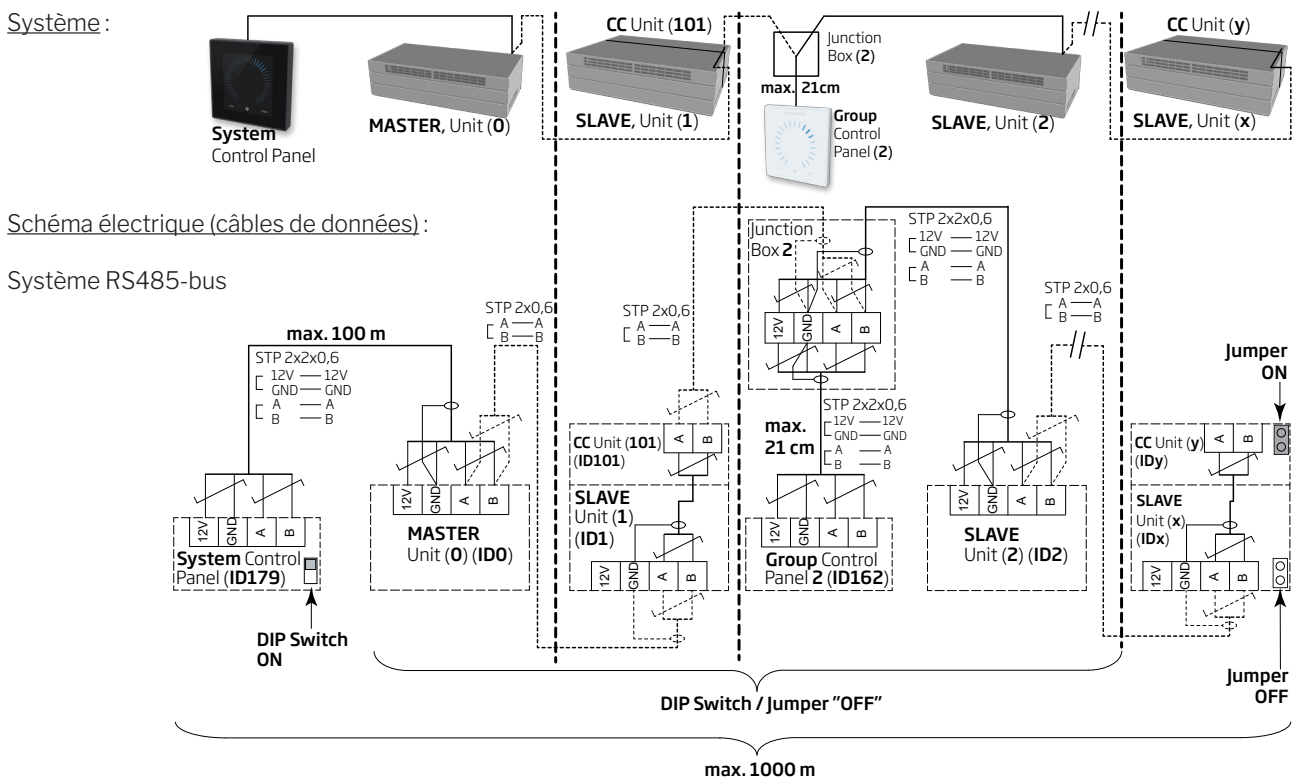 Système :
CC Unit (101)
Junction
Box (2)
CC Unit (y)
max. 21cm
System
Control Panel
MASTER, Unit (0)
SLAVE, Unit (1)
Group
Control
Panel (2)
SLAVE, Unit (2)
SLAVE, Unit (x)
Schéma électrique (câbles de données) :
Système RS485-bus
max. 100 m
STP 2x2x0,6
12V 12V
GND GND
A A
B B
12V GND A B
System Control
Panel (ID179)
DIP Switch
ON
STP 2x0,6
A A
B B
12V GND A B
MASTER
Unit (0) (ID0)
STP 2x0,6
A A
B B
A B
CC Unit (101)
(ID101)
SLAVE
Unit (1)
(ID1)
12V GND A B
Junction
Box 2
12V GND A B
max.
21 cm
STP 2x2x0,6
12V 12V
GND GND
A A
B B
12V GND A B
Group Control
Panel 2 (ID162)
STP 2x2x0,6
12V 12V
GND GND
A A
B B
12V GND A B
SLAVE
Unit (2) (ID2)
STP 2x0,6
A A
B B
Jumper
ON
A B
CC Unit (y)
(IDy)
SLAVE
Unit (x)
(IDx)
12V GND A B
Jumper
OFF
DIP Switch / Jumper "OFF"
max. 1000 m